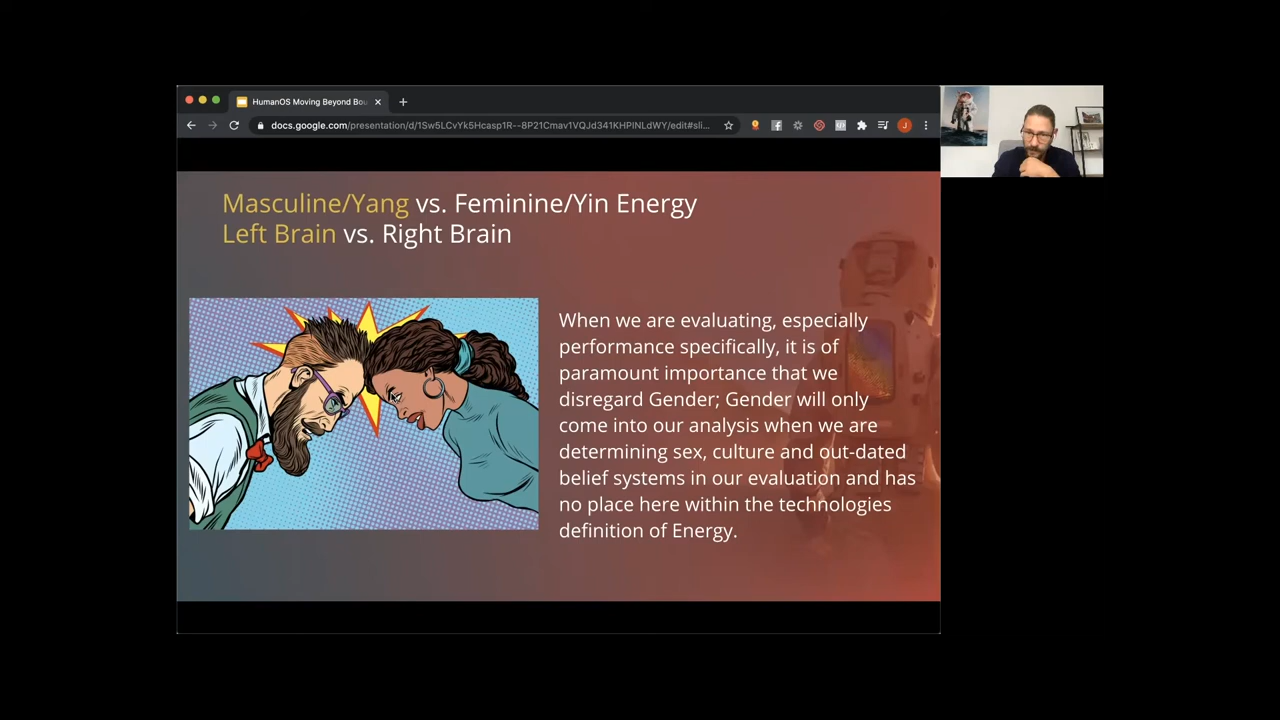 HumanOS Moving Beyond Bou
docs.google.com/presentation/d/1Sw5LCvYk5Hcasp1R--8P21Cmav1VQJd341KHPINLdWY/edit#sli...
J
Masculine/Yang vs. Feminine/Yin Energy
Left Brain vs. Right Brain
When we are evaluating, especially
performance specifically, it is of
paramount importance that we
disregard Gender; Gender will only
come into our analysis when we are
determining sex, culture and out-dated
belief systems in our evaluation and has
no place here within the technologies
definition of Energy.